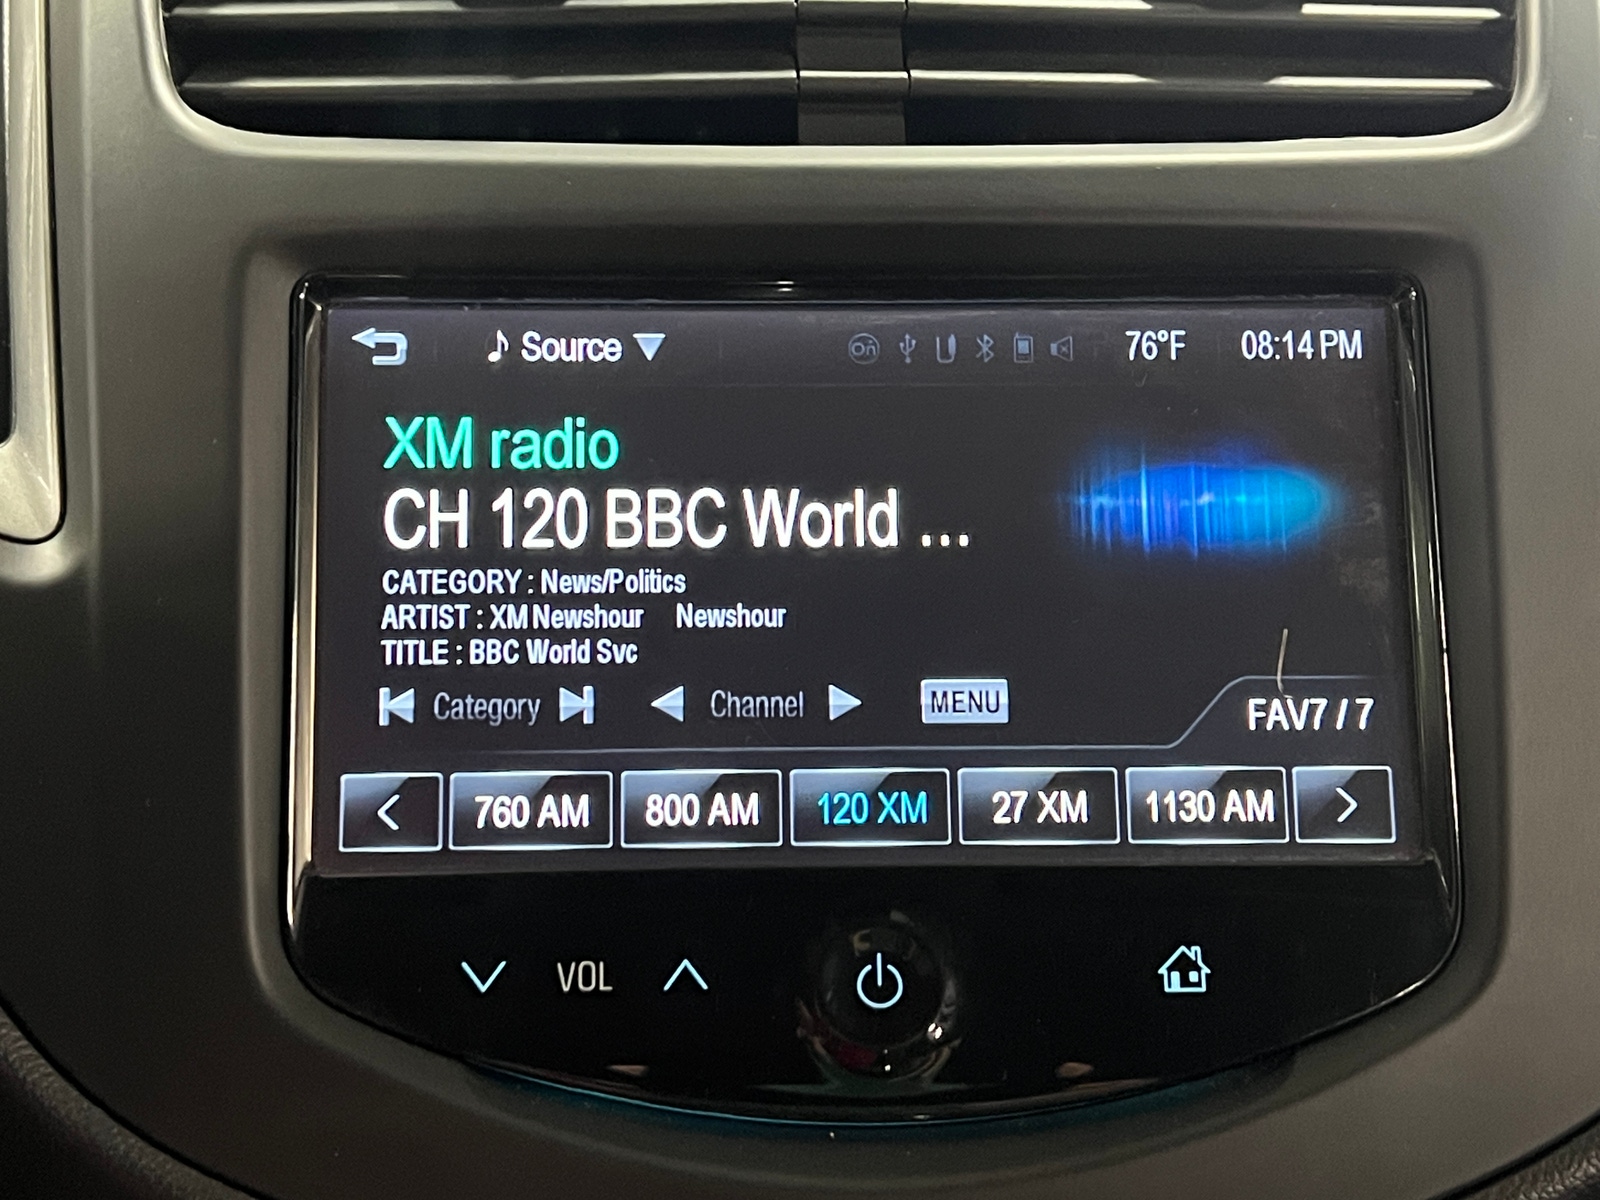 Source 76°F 08:14 PM
XM radio
CH 120 BBC World ...
CATEGORY : News/Politics
ARTIST : XM Newshour Newshour
TITLE : BBC World Svc
Category Channel MENU FAV7 / 7
< 760 AM 800 AM 120 XM 27 XM 1130 AM >
VOL